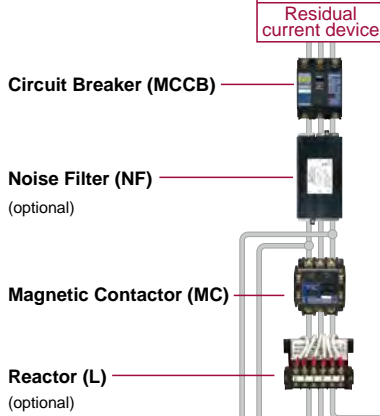 Residual
current device
Circuit Breaker (MCCB)
Noise Filter (NF)
(optional)
Magnetic Contactor (MC)
Reactor (L)
(optional)